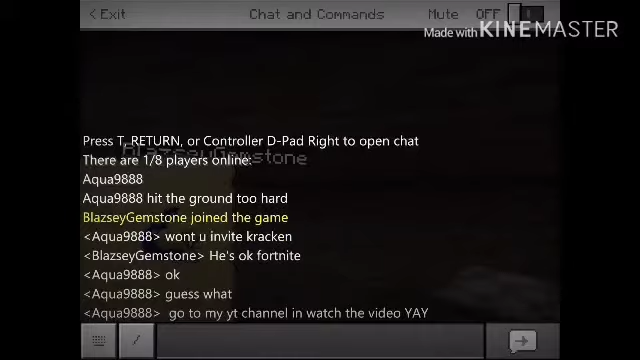 < Exit
Chat and Commands
Mute OFF
Made with KINEMASTER
Press T, RETURN, or Controller D-Pad Right to open chat
BlazseyGemstone
There are 1/8 players online:
Aqua9888
Aqua9888 hit the ground too hard
BlazseyGemstone joined the game
<Aqua9888> wont u invite kracken
<BlazseyGemstone> He's ok fortnite
<Aqua9888> ok
<Aqua9888> guess what
<Aqua9888> go to my yt channel in watch the video YAY
/